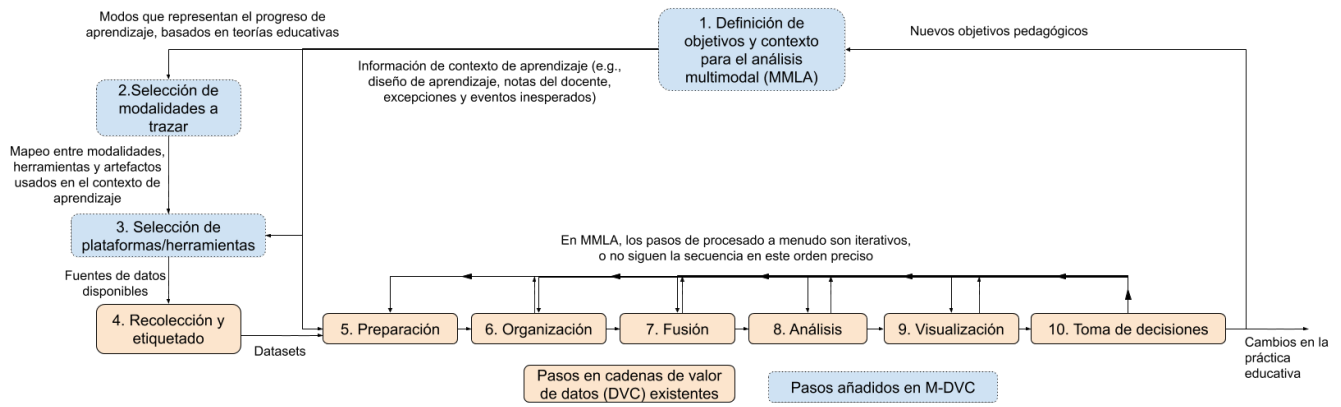 Modos que representan el progreso de
aprendizaje, basados en teorías educativas
1. Definición de
objetivos y contexto
para el análisis
multimodal (MMLA)
Nuevos objetivos pedagógicos
Información de contexto de aprendizaje (e.g.,
diseño de aprendizaje, notas del docente,
excepciones y eventos inesperados)
2.Selección de
modalidades a
trazar
Mapeo entre modalidades,
herramientas y artefactos
usados en el contexto de
aprendizaje
3. Selección de
plataformas/herramientas
En MMLA, los pasos de procesado a menudo son iterativos,
o no siguen la secuencia en este orden preciso
Fuentes de datos
disponibles
4. Recolección y
etiquetado
Datasets
5. Preparación
6. Organización
7. Fusión
8. Análisis
9. Visualización
10. Toma de decisiones
Cambios en la
práctica
educativa
Pasos en cadenas de valor
de datos (DVC) existentes
Pasos añadidos en M-DVC